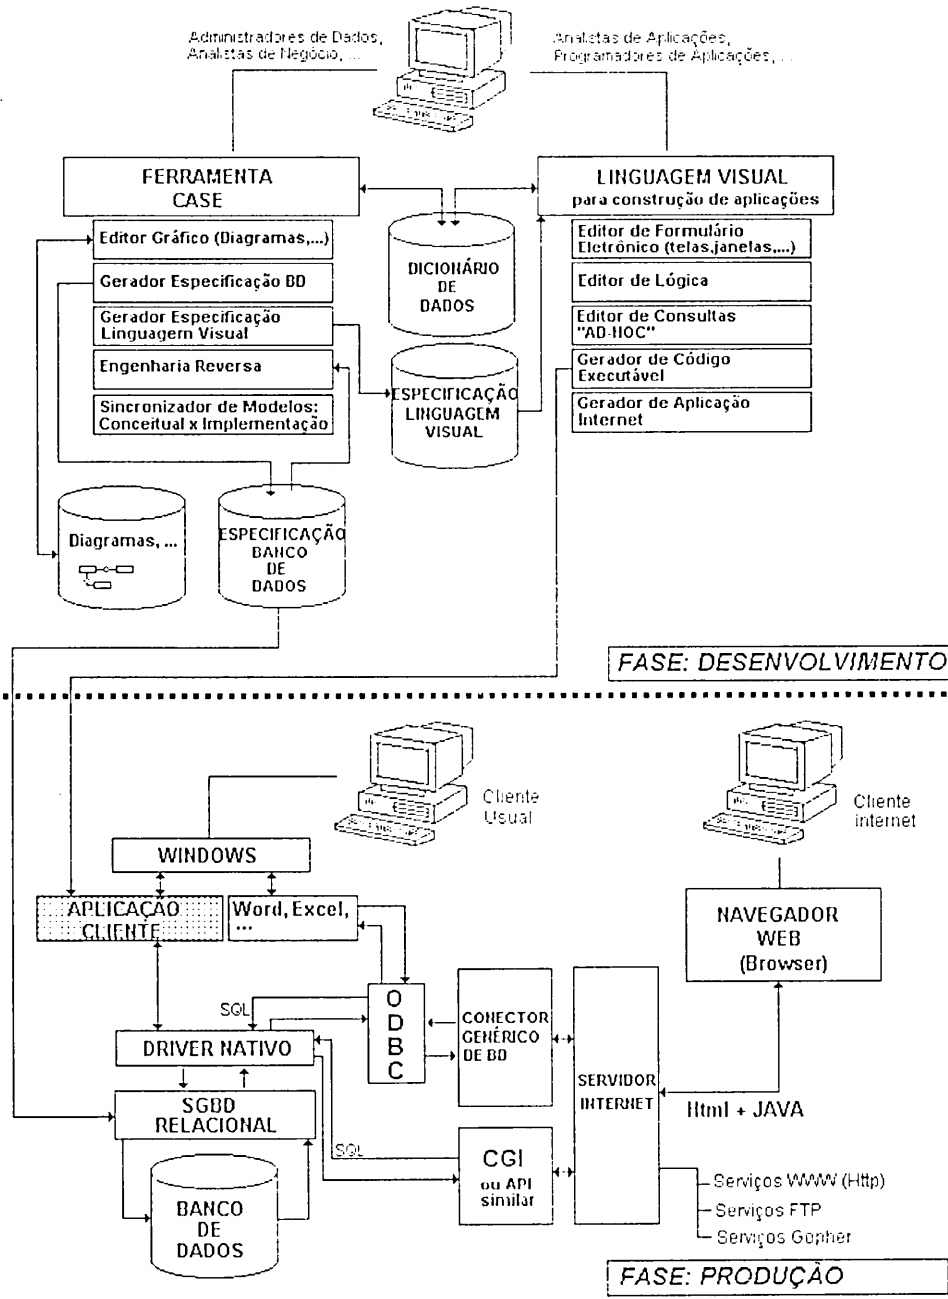 Administradores de Dados,
Analistas de Negócio, ...
Analistas de Aplicações,
Programadores de Aplicações, ...
FERRAMENTA
CASE
LINGUAGEM VISUAL
para construção de aplicações
Editor Gráfico (Diagramas,...)
Gerador Especificação BD
Gerador Especificação
Linguagem Visual
Engenharia Reversa
Sincronizador de Modelos:
Conceitual x Implementação
DICIONÁRIO
DE
DADOS
ESPECIFICAÇÃO
LINGUAGEM
VISUAL
Editor de Formulário
Eletrônico (telas,janelas,...)
Editor de Lógica
Editor de Consultas
"AD-HOC"
Gerador de Código
Executável
Gerador de Aplicação
Internet
Diagramas, ...
ESPECIFICAÇÃO
BANCO
DE
DADOS
FASE: DESENVOLVIMENTO
Cliente
Usual
Cliente
internet
WINDOWS
APLICAÇÃO
CLIENTE
Word, Excel,
...
NAVEGADOR
WEB
(Browser)
SQL
O
D
B
C
CONECTOR
GENÉRICO
DE BD
DRIVER NATIVO
SERVIDOR
INTERNET
Html + JAVA
SGBD
RELACIONAL
SQL
CGI
ou API
similar
BANCO
DE
DADOS
Serviços WWW (Http)
Serviços FTP
Serviços Gopher
FASE: PRODUÇÃO